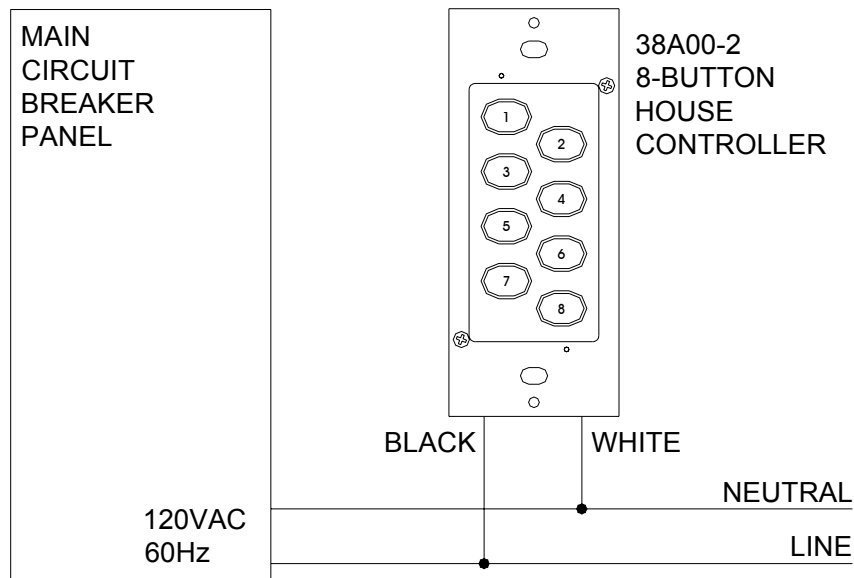 MAIN
CIRCUIT
BREAKER
PANEL
38A00-2
8-BUTTON
HOUSE
CONTROLLER
1
2
3
4
5
6
7
8
BLACK
WHITE
NEUTRAL
120VAC
60Hz
LINE